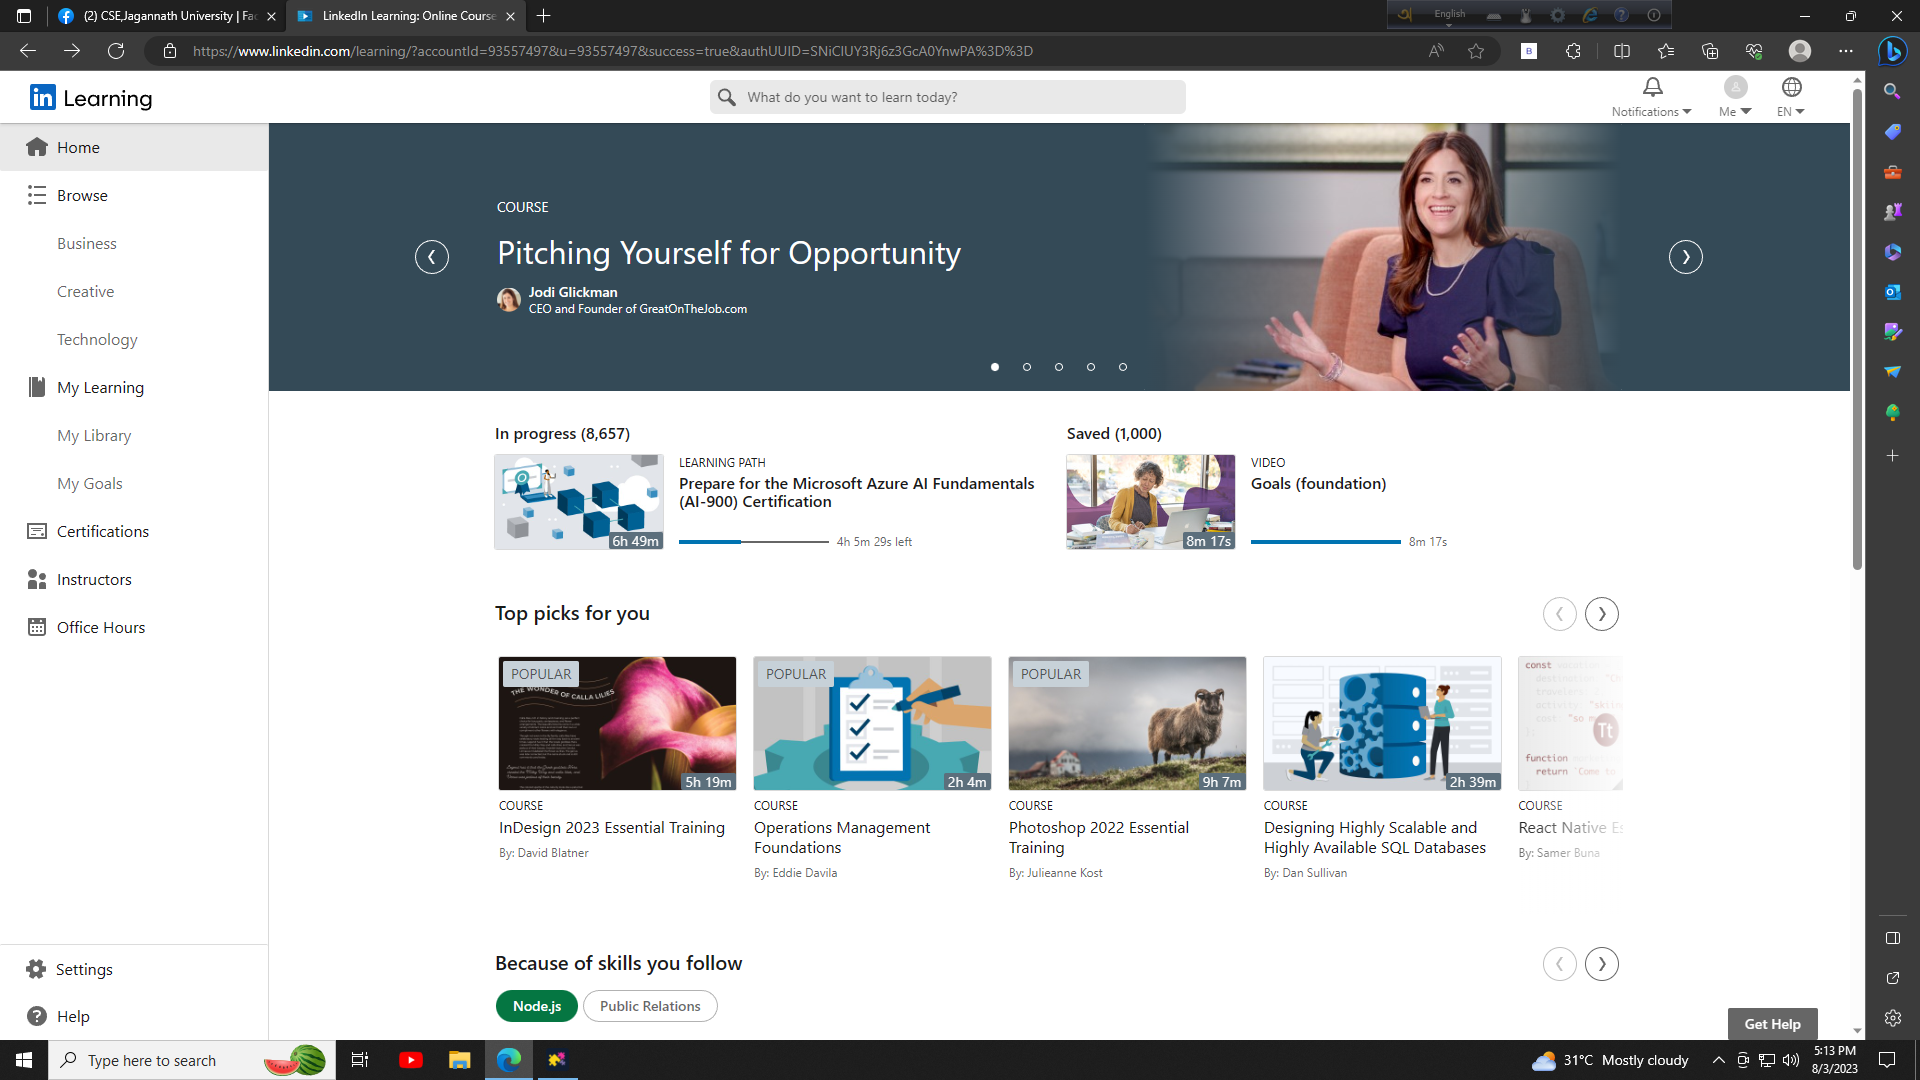 (2) CSE,Jagannath University | Fac
LinkedIn Learning: Online Course
English
https://www.linkedin.com/learning/?accountId=93557497&u=93557497&success=true&authUUID=SNiCIUY3Rj6z3GcA0YnwPA%3D%3D
in Learning
What do you want to learn today?
Notifications
Me
EN
Home
Browse
Business
Creative
Technology
My Learning
My Library
My Goals
Certifications
Instructors
Office Hours
Settings
Help
COURSE
Pitching Yourself for Opportunity
Jodi Glickman
CEO and Founder of GreatOnTheJob.com
In progress (8,657)
6h 49m
LEARNING PATH
Prepare for the Microsoft Azure AI Fundamentals
(AI-900) Certification
4h 5m 29s left
Saved (1,000)
8m 17s
VIDEO
Goals (foundation)
8m 17s
Top picks for you
POPULAR
THE WONDER OF CALLA LILIES
5h 19m
COURSE
InDesign 2023 Essential Training
By: David Blatner
POPULAR
2h 4m
COURSE
Operations Management
Foundations
By: Eddie Davila
POPULAR
9h 7m
COURSE
Photoshop 2022 Essential
Training
By: Julieanne Kost
2h 39m
COURSE
Designing Highly Scalable and
Highly Available SQL Databases
By: Dan Sullivan
const
Tt
function
return 'Come to
COURSE
React Native Es
By: Samer Buna
Because of skills you follow
Node.js
Public Relations
Get Help
Type here to search
31°C Mostly cloudy
5:13 PM
8/3/2023